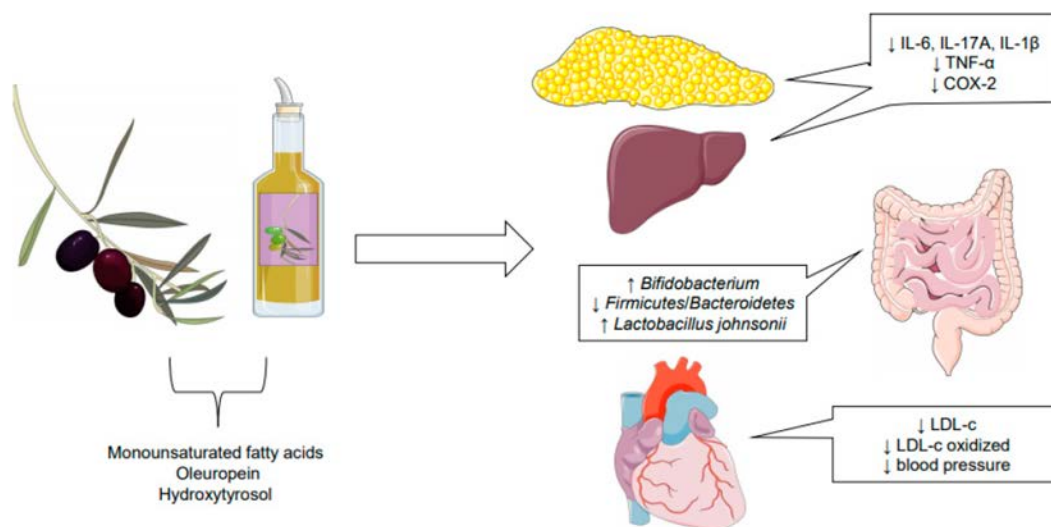 ↓ IL-6, IL-17A, IL-1β
↓ TNF-α
↓ COX-2
↑ Bifidobacterium
↓ Firmicutes/Bacteroidetes
↑ Lactobacillus johnsonii
Monounsaturated fatty acids
Oleuropein
Hydroxytyrosol
↓ LDL-c
↓ LDL-c oxidized
↓ blood pressure